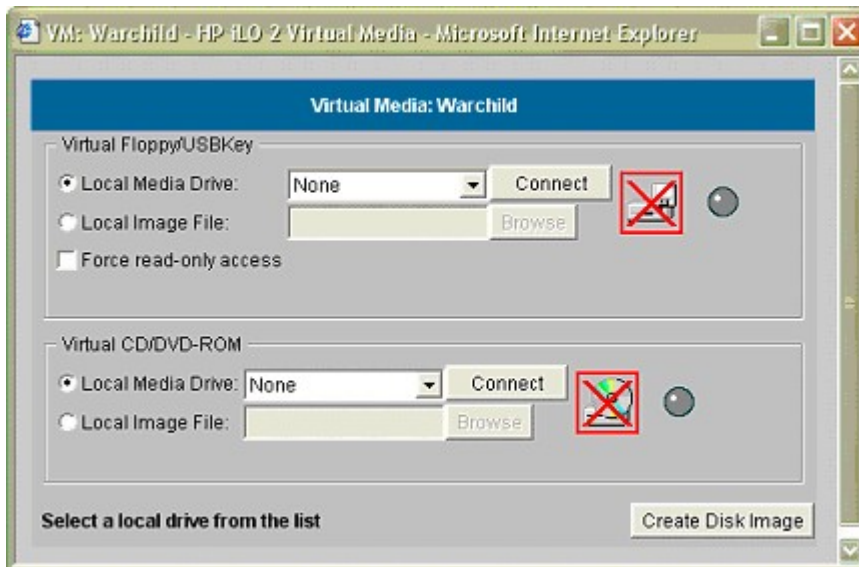 VM: Warchild - HP iLO 2 Virtual Media - Microsoft Internet Explorer
Virtual Media: Warchild
Virtual Floppy/USBKey
Local Media Drive: None Connect
Local Image File: Browse
Force read-only access
Virtual CD/DVD-ROM
Local Media Drive: None Connect
Local Image File: Browse
Select a local drive from the list Create Disk Image